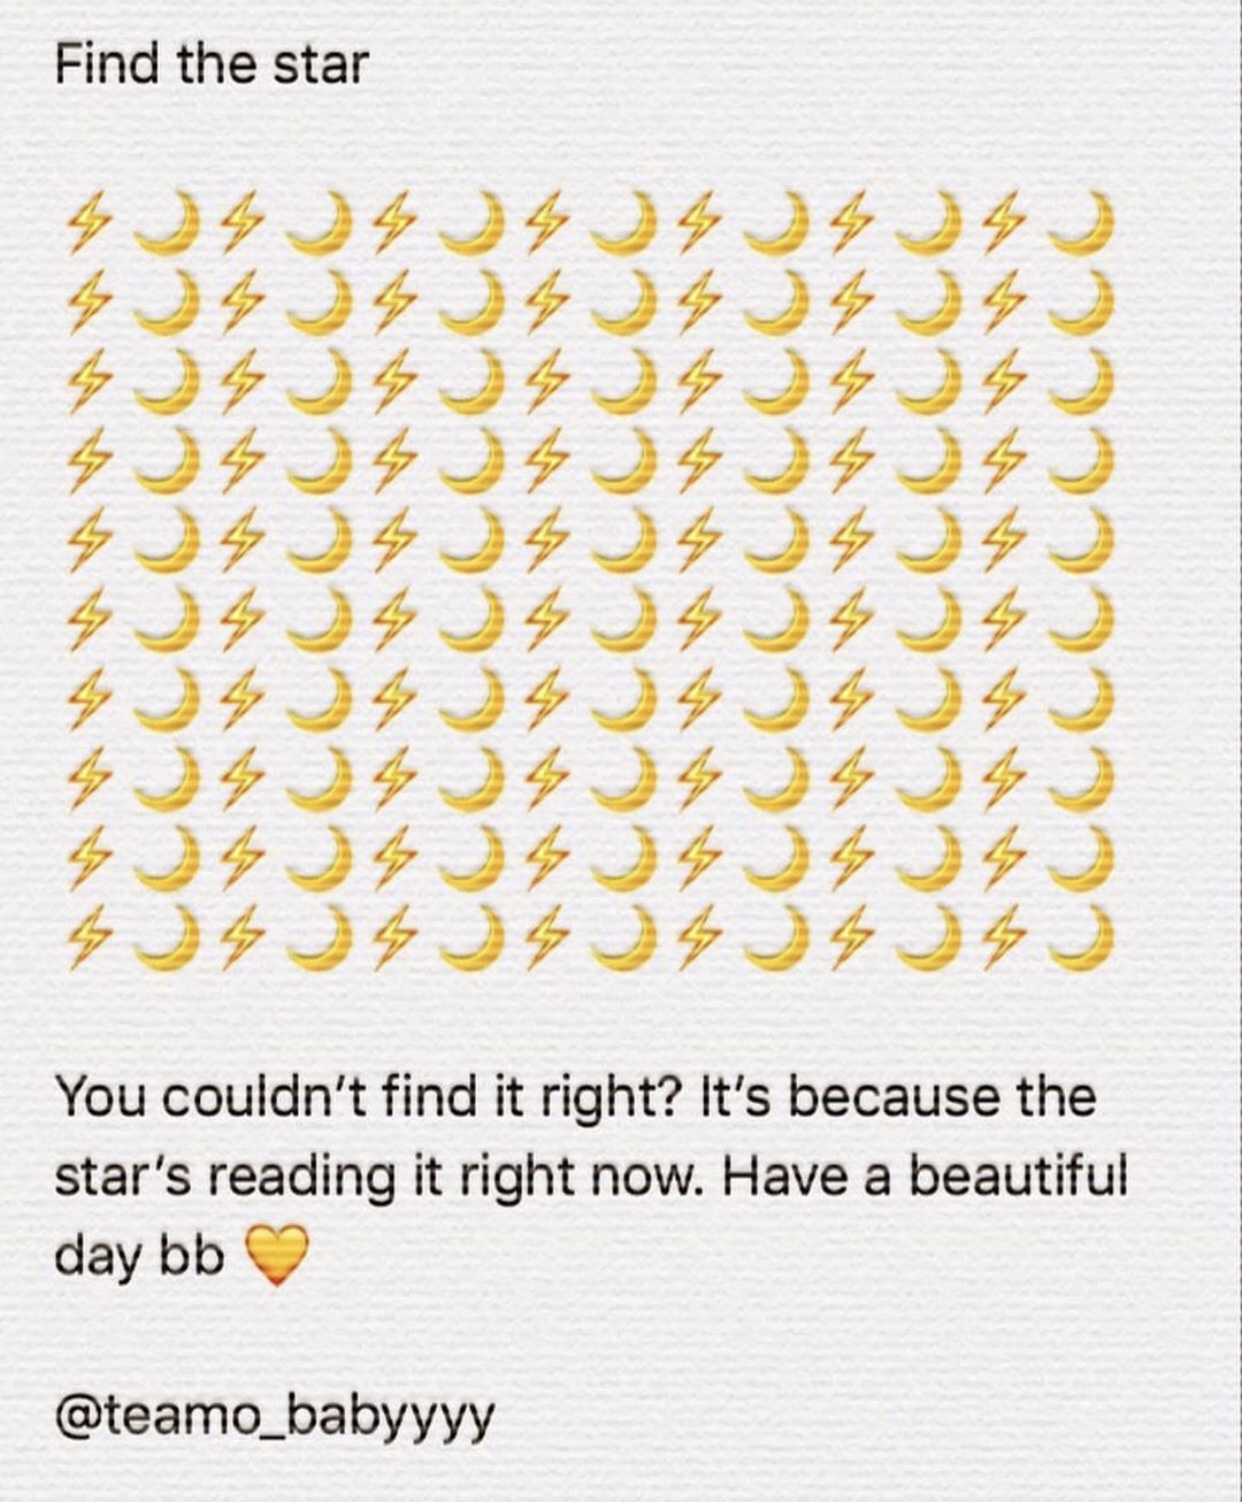 Find the star
⚡🌙⚡🌙⚡🌙⚡🌙⚡🌙⚡🌙⚡🌙
⚡🌙⚡🌙⚡🌙⚡🌙⚡🌙⚡🌙⚡🌙
⚡🌙⚡🌙⚡🌙⚡🌙⚡🌙⚡🌙⚡🌙
⚡🌙⚡🌙⚡🌙⚡🌙⚡🌙⚡🌙⚡🌙
⚡🌙⚡🌙⚡🌙⚡🌙⚡🌙⚡🌙⚡🌙
⚡🌙⚡🌙⚡🌙⚡🌙⚡🌙⚡🌙⚡🌙
⚡🌙⚡🌙⚡🌙⚡🌙⚡🌙⚡🌙⚡🌙
⚡🌙⚡🌙⚡🌙⚡🌙⚡🌙⚡🌙⚡🌙
⚡🌙⚡🌙⚡🌙⚡🌙⚡🌙⚡🌙⚡🌙
⚡🌙⚡🌙⚡🌙⚡🌙⚡🌙⚡🌙⚡🌙
You couldn’t find it right? It’s because the
star’s reading it right now. Have a beautiful
day bb 💛
@teamo_babyyyy